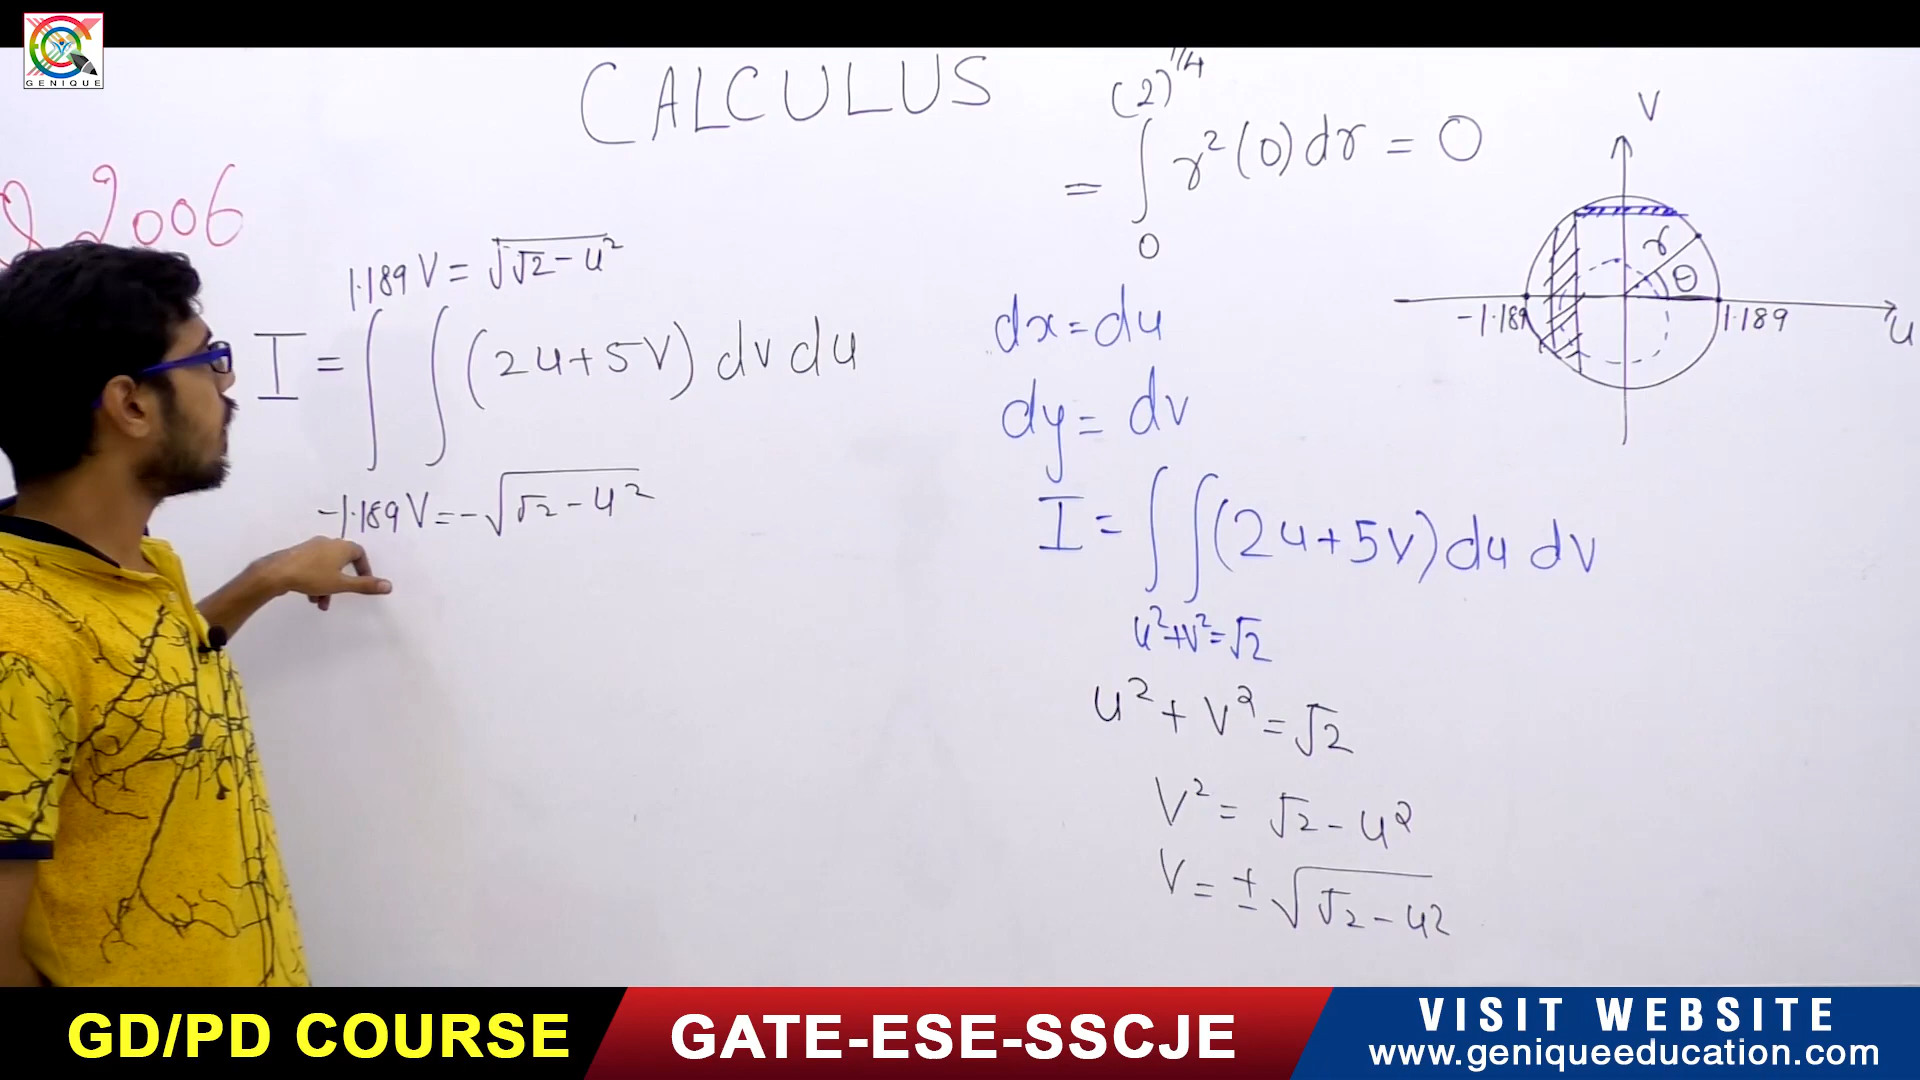 GENIQUE
CALCULUS
2006
1.189 V = √(√2 - u²)
I = ∫ ∫ (2u + 5v) dv du
-1.189 V = -√(√2 - u²)
(2)^1/4
= ∫ r² (0) dr = 0
0
dx = du
dy = dv
I = ∫ ∫ (2u + 5v) du dv
u² + v² = √2
u² + v² = √2
v² = √2 - u²
v = ± √(√2 - u²)
V
r
θ
-1.189
1.189
u
GD/PD COURSE
GATE-ESE-SSCJE
VISIT WEBSITE
www.geniqueeducation.com